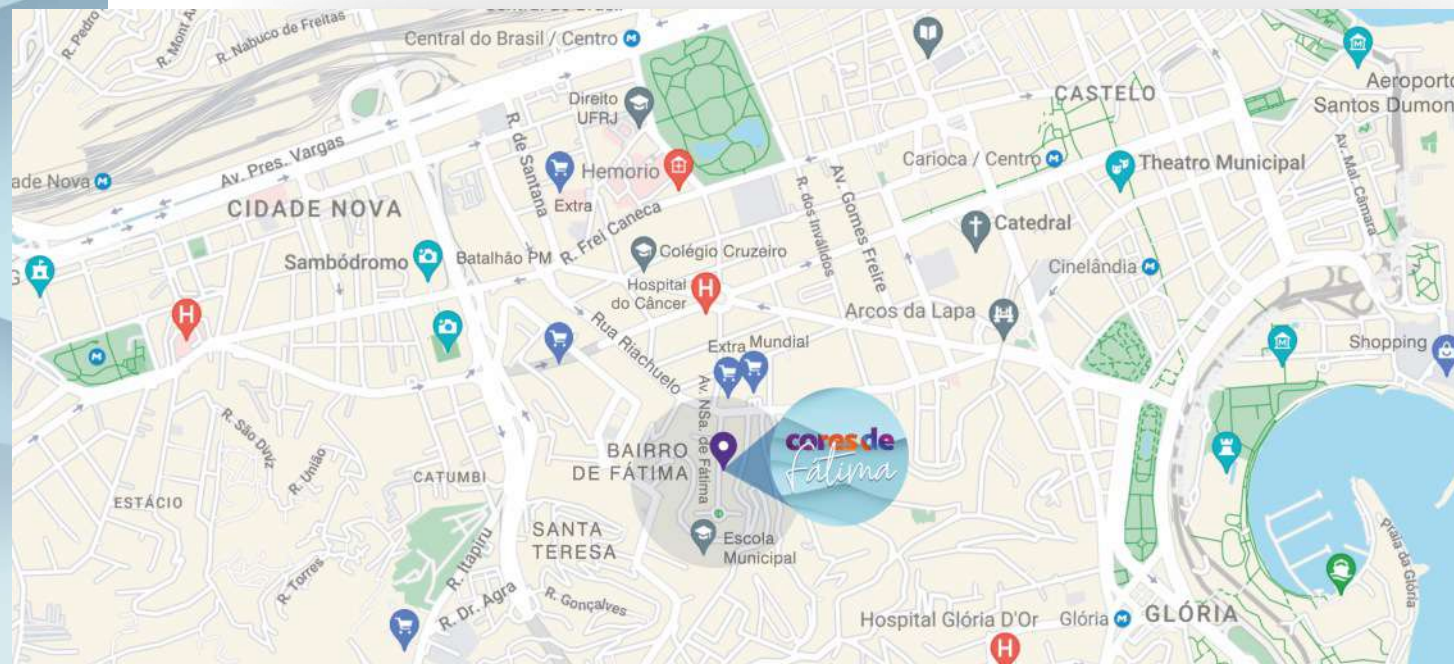 R. Pedro
R. Mont
R. Nabuco de Freitas
Central do Brasil / Centro
Direito
UFRJ
CASTELO
Aeroporto
Santos Dumon
Av. Pres. Vargas
R. de Santana
Hemorio
Extra
Carioca / Centro
Theatro Municipal
Av. Mal. Câmara
ade Nova
CIDADE NOVA
R. Frei Caneca
R. dos Inválidos
Av. Gomes Freire
Catedral
Sambódromo
Batalhão PM
Colégio Cruzeiro
Hospital
do Câncer
Cinelândia
G
Arcos da Lapa
Rua Riachuelo
Extra
Mundial
Shopping
Av. NSa. de Fátima
BAIRRO
DE FÁTIMA
cores de
Fátima
R. São
R. União
CATUMBI
ESTÁCIO
SANTA
TERESA
Escola
Municipal
R. Itapiru
R. Torres
R. Dr. Agra
R. Gonçalves
Praia da Glória
Hospital Glória D'Or
Glória
GLÓRIA